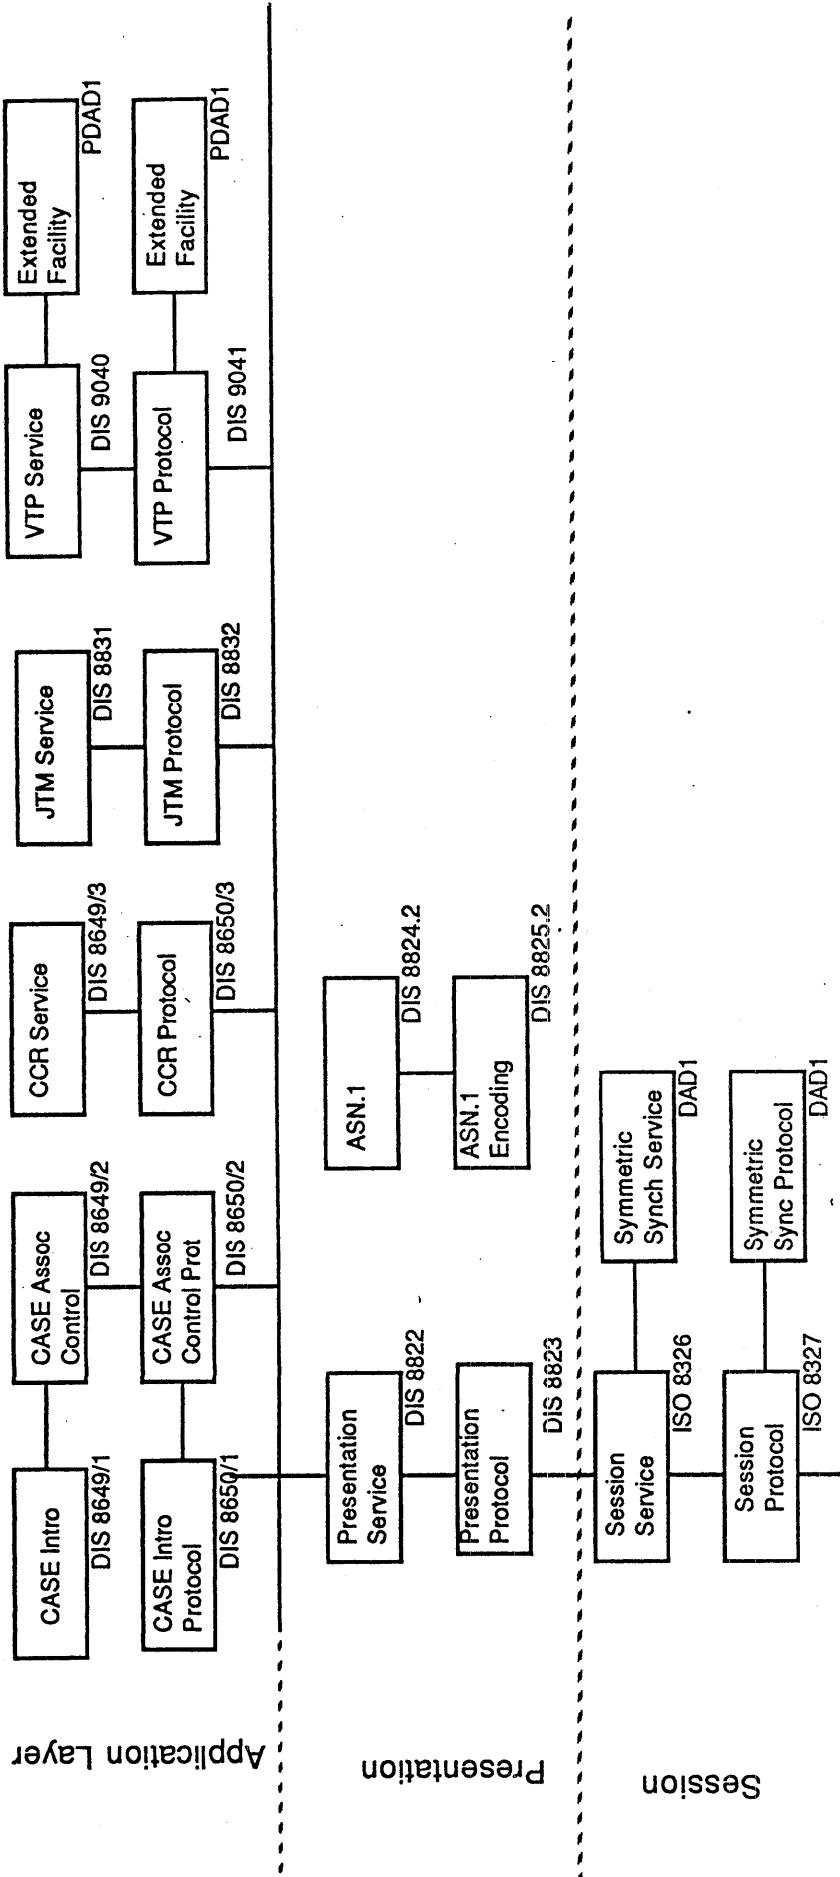 Application Layer
CASE Intro
DIS 8649/1
CASE Assoc
Control
DIS 8649/2
CCR Service
DIS 8649/3
JTM Service
DIS 8831
VTP Service
DIS 9040
Extended
Facility
PDAD1
CASE Intro
Protocol
DIS 8650/1
CASE Assoc
Control Prot
DIS 8650/2
CCR Protocol
DIS 8650/3
JTM Protocol
DIS 8832
VTP Protocol
DIS 9041
Extended
Facility
PDAD1
Presentation
Presentation
Service
DIS 8822
ASN.1
DIS 8824.2
Presentation
Protocol
DIS 8823
ASN.1
Encoding
DIS 8825.2
Session
Session
Service
ISO 8326
Symmetric
Synch Service
DAD1
Session
Protocol
ISO 8327
Symmetric
Sync Protocol
DAD1